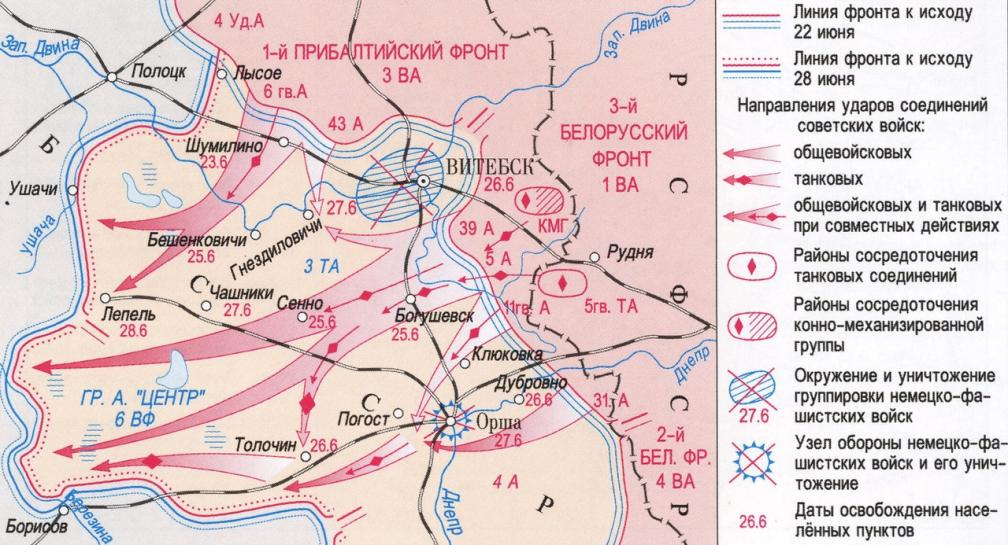 4 Уд.А
1-й ПРИБАЛТИЙСКИЙ ФРОНТ
3 ВА
Зап. Двина
Зап. Двина
Полоцк
Лысое
6 гв.А
43 А
Шумилино
23.6
ВИТЕБСК
26.6
3-й
БЕЛОРУССКИЙ
ФРОНТ
1 ВА
Р
С
Ф
С
Р
Б
С
С
Р
Ушачи
Ушача
27.6
Бешенковичи
25.6
Гнездиловичи
3 ТА
39 А
КМГ
5 А
Рудня
Чашники
27.6
Сенно
25.6
Лепель
28.6
Богушевск
25.6
11гв. А
5гв. ТА
Клюковка
Днепр
Дубровно
26.6
31 А
ГР. А. "ЦЕНТР"
6 ВФ
Погост
Орша
27.6
Толочин
26.6
2-й
БЕЛ. ФР.
4 ВА
4 А
Днепр
Борисов
Березина
Линия фронта к исходу
22 июня
Линия фронта к исходу
28 июня
Направления ударов соединений
советских войск:
общевойсковых
танковых
общевойсковых и танковых
при совместных действиях
Районы сосредоточения
танковых соединений
Районы сосредоточения
конно-механизированной
группы
Окружение и уничтожение
группировки немецко-фа-
шистских войск
27.6
Узел обороны немецко-фа-
шистских войск и его унич-
тожение
26.6
Даты освобождения насе-
лённых пунктов